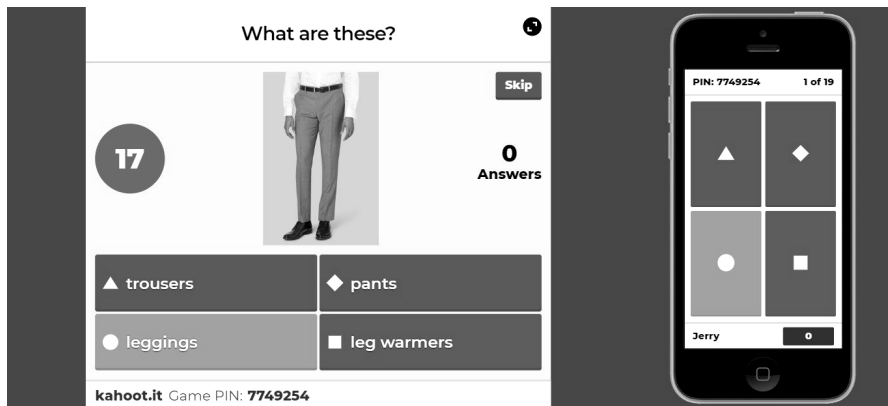 What are these?
Skip
17
0
Answers
trousers
pants
leggings
leg warmers
kahoot.it Game PIN: 7749254
PIN: 7749254 1 of 19
Jerry 0